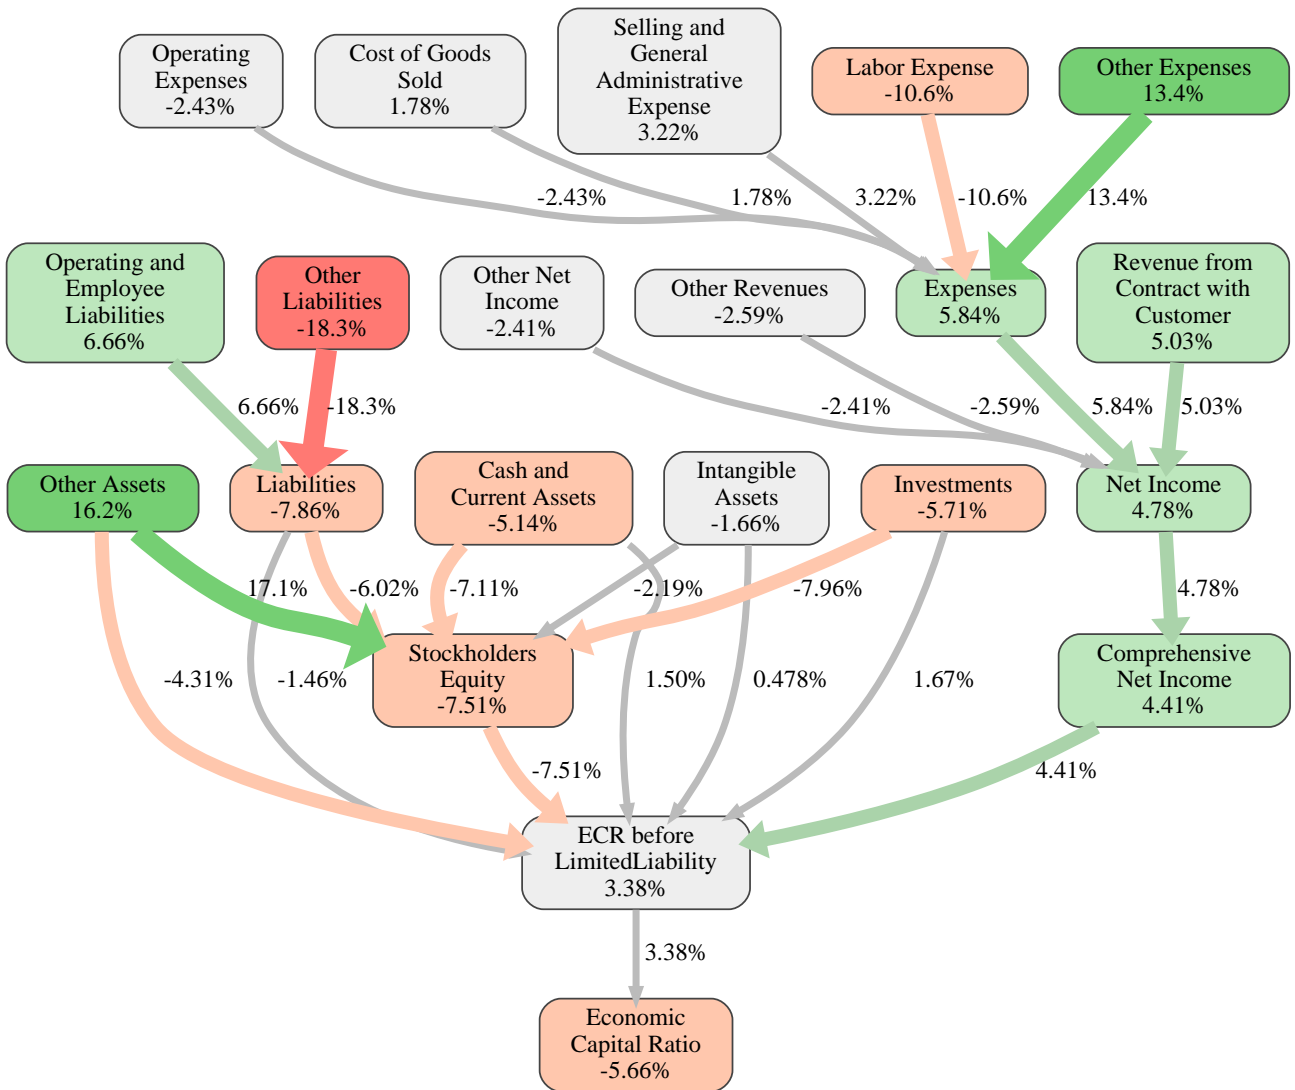 Operating
Expenses
-2.43%
Cost of Goods
Sold
1.78%
Selling and
General
Administrative
Expense
3.22%
Labor Expense
-10.6%
Other Expenses
13.4%
-2.43%
1.78%
3.22%
-10.6%
13.4%
Operating and
Employee
Liabilities
6.66%
Other
Liabilities
-18.3%
Other Net
Income
-2.41%
Other Revenues
-2.59%
Expenses
5.84%
Revenue from
Contract with
Customer
5.03%
6.66%
-18.3%
-2.41%
-2.59%
5.84%
5.03%
Other Assets
16.2%
Liabilities
-7.86%
Cash and
Current Assets
-5.14%
Intangible
Assets
-1.66%
Investments
-5.71%
Net Income
4.78%
17.1%
-6.02%
-7.11%
-2.19%
-7.96%
4.78%
Stockholders
Equity
-7.51%
Comprehensive
Net Income
4.41%
-4.31%
-1.46%
1.50%
0.478%
1.67%
-7.51%
4.41%
ECR before
LimitedLiability
3.38%
3.38%
Economic
Capital Ratio
-5.66%